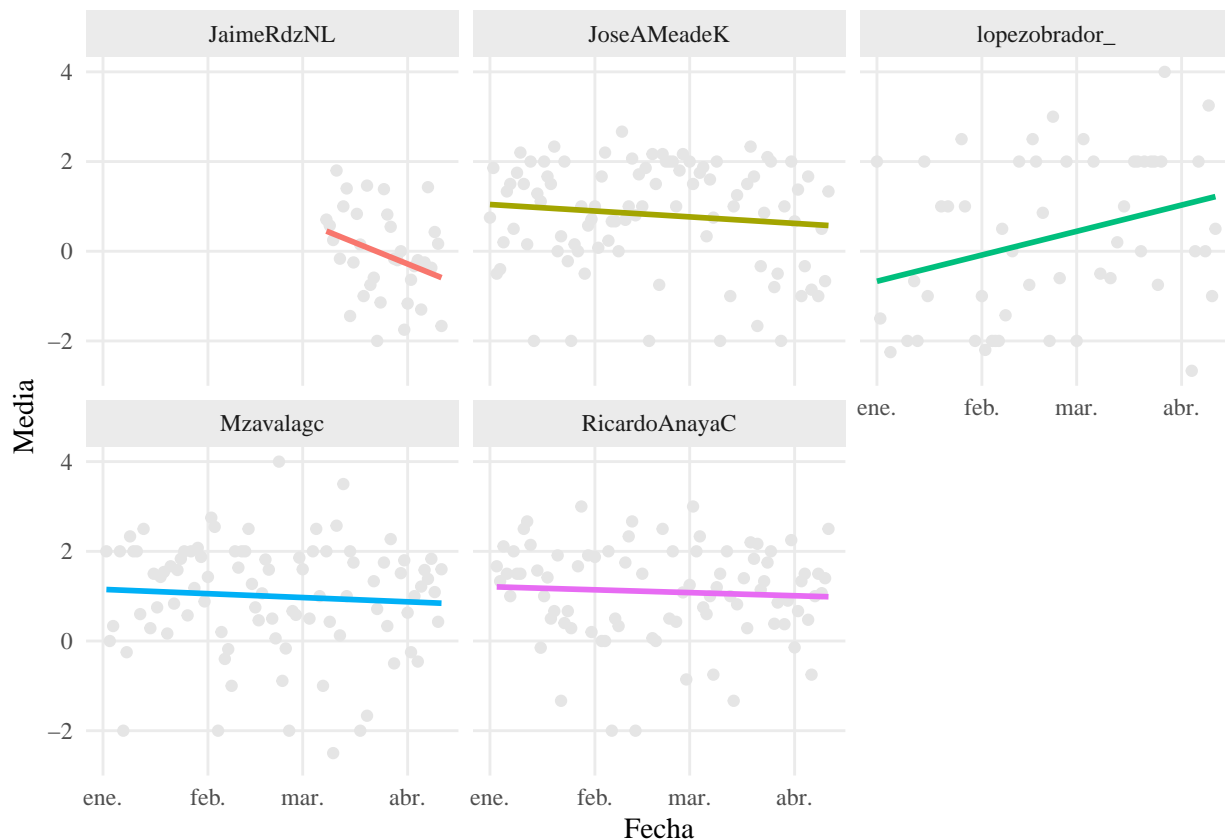 JaimeRdzNL
JoseAMeadeK
lopezobrador_
4
2
0
−2
ene.
feb.
mar.
abr.
Media
Mzavalagc
RicardoAnayaC
4
2
0
−2
ene.
feb.
mar.
abr.
ene.
feb.
mar.
abr.
Fecha